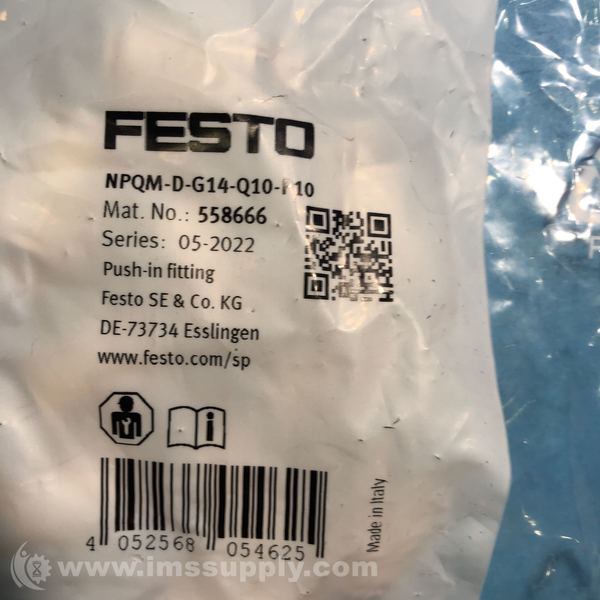 FESTO
NPQM-D-G14-Q10-P10
Mat. No.: 558666
Series: 05-2022
Push-in fitting
Festo SE & Co. KG
DE-73734 Esslingen
www.festo.com/sp
Made in Italy
4 052568 054625
www.imssupply.com